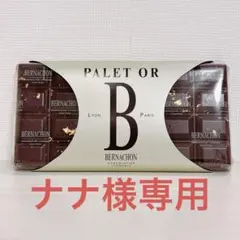 PALET OR
B
LYON PARIS
BERNACHON
ナナ様専用